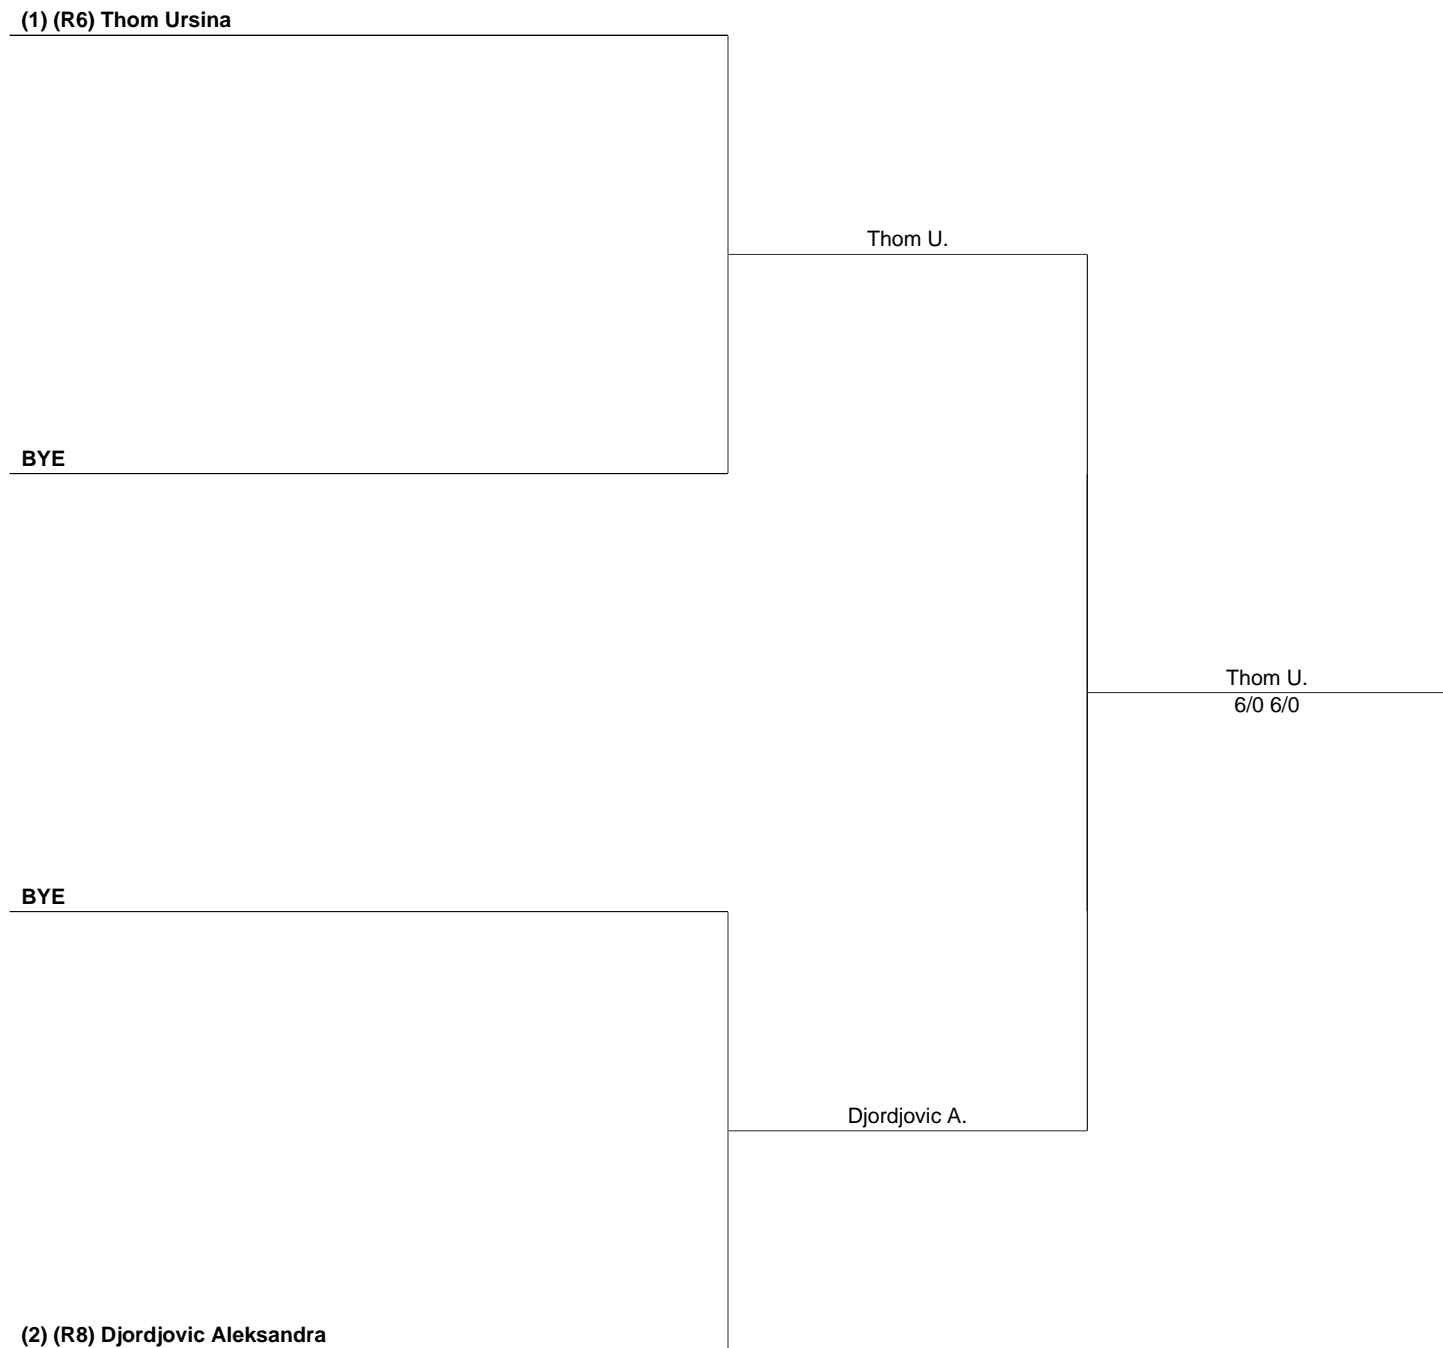 (1) (R6) Thom Ursina
Thom U.
BYE
Thom U.
6/0 6/0
BYE
Djordjovic A.
(2) (R8) Djordjovic Aleksandra